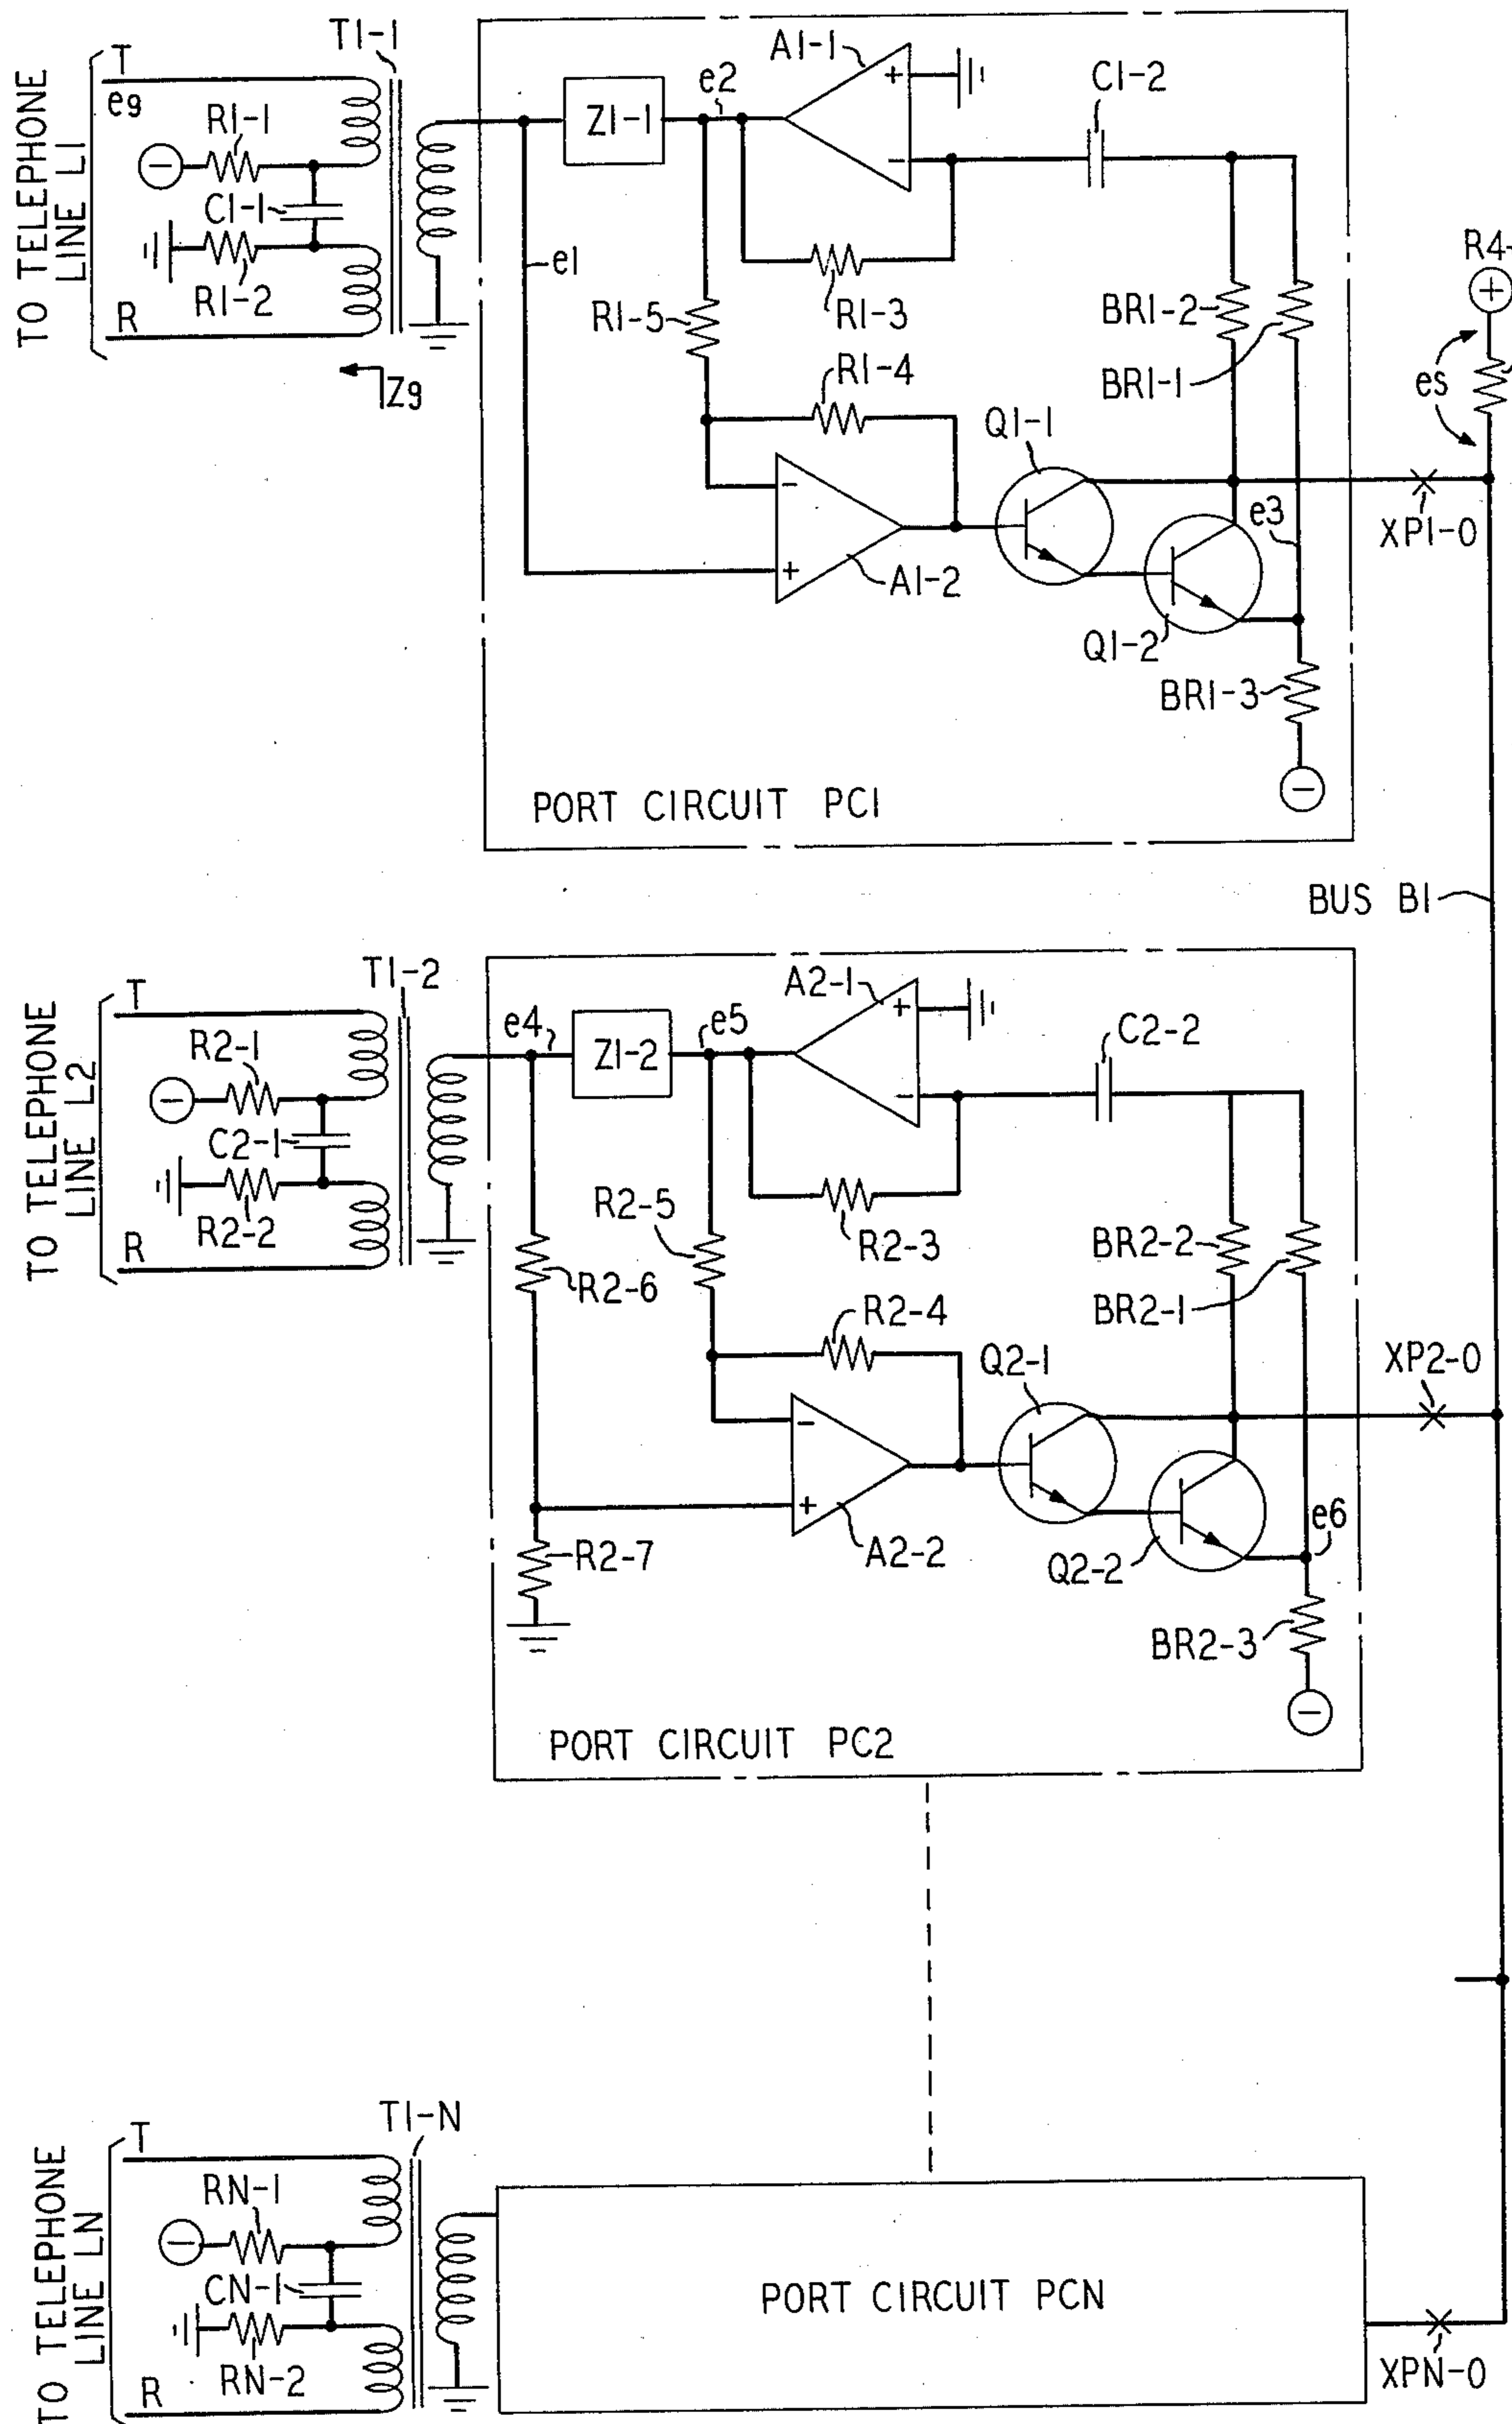 TO TELEPHONE
LINE L1
T
e9
R1-1
−
C1-1
R1-2
R
T1-1
Z9
e1
Z1-1
e2
A1-1
+
−
C1-2
R1-3
R1-5
R1-4
BR1-2
BR1-1
Q1-1
−
+
A1-2
Q1-2
e3
BR1-3
−
PORT CIRCUIT PC1
R4-
+
es
XP1-0
BUS B1
TO TELEPHONE
LINE L2
T
R2-1
−
C2-1
R2-2
R
T1-2
e4
Z1-2
e5
A2-1
+
−
C2-2
R2-3
R2-5
R2-6
R2-4
BR2-2
BR2-1
Q2-1
−
+
A2-2
R2-7
Q2-2
e6
BR2-3
−
XP2-0
PORT CIRCUIT PC2
TO TELEPHONE
LINE LN
T
RN-1
−
CN-1
RN-2
R
T1-N
PORT CIRCUIT PCN
XPN-0